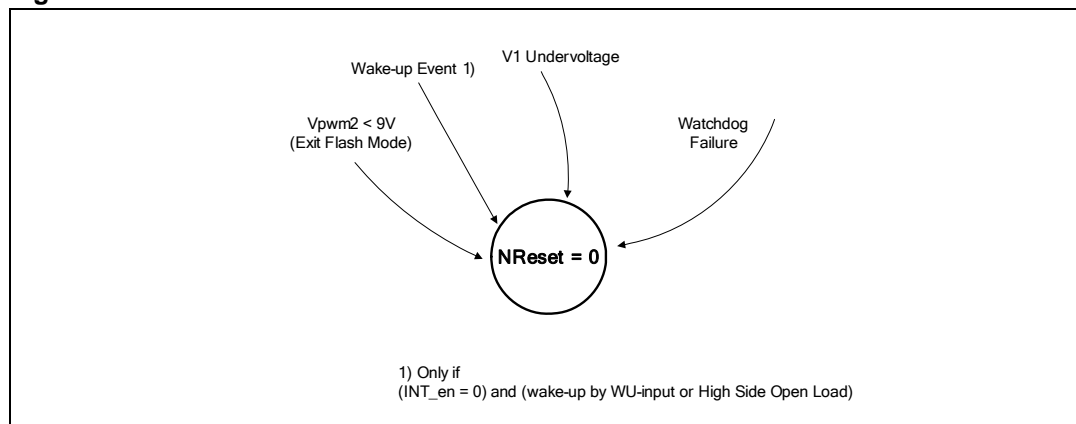 V1 Undervoltage
Wake-up Event 1)
Vpwm2 < 9V
(Exit Flash Mode)
Watchdog
Failure
NReset = 0
1) Only if
(INT_en = 0) and (wake-up by WU-input or High Side Open Load)